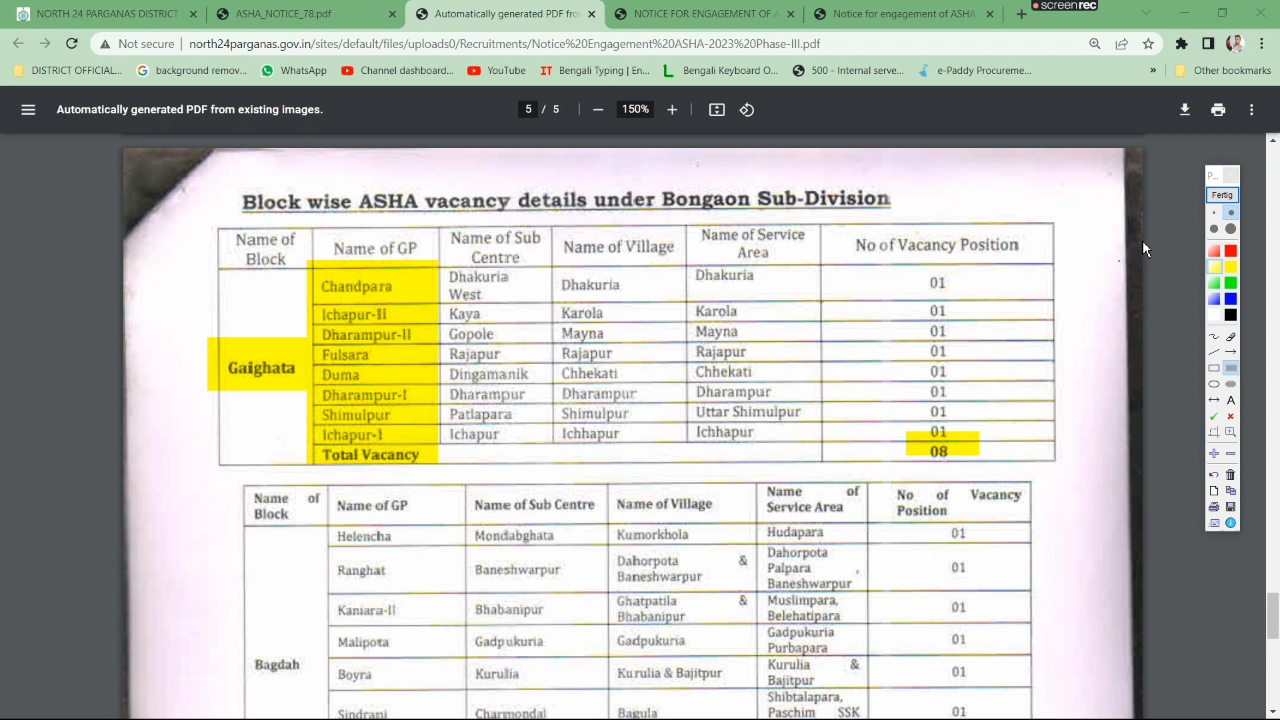 NORTH 24 PARGANAS DISTRICT
ASHA_NOTICE_78.pdf
Automatically generated PDF from
NOTICE FOR ENGAGEMENT OF A
Notice for engagement of ASHA
screenrec
Not secure | north24parganas.gov.in/sites/default/files/uploads0/Recruitments/Notice%20Engagement%20ASHA-2023%20Phase-III.pdf
DISTRICT OFFICIAL... background remov... WhatsApp Channel dashboard... YouTube Bengali Typing | En... Bengali Keyboard O... 500 - Internal serve... e-Paddy Procureme... » Other bookmarks
Automatically generated PDF from existing images. 5 / 5 — 150% +
P...
Fertig
Block wise ASHA vacancy details under Bongaon Sub-Division
Name of Block Name of GP Name of Sub Centre Name of Village Name of Service Area No of Vacancy Position
Gaighata
Chandpara Dhakuria West Dhakuria Dhakuria 01
Ichapur-II Kaya Karola Karola 01
Dharampur-II Gopole Mayna Mayna 01
Fulsara Rajapur Rajapur Rajapur 01
Duma Dingamanik Chhekati Chhekati 01
Dharampur-I Dharampur Dharampur Dharampur 01
Shimulpur Patlapara Shimulpur Uttar Shimulpur 01
Ichapur-I Ichapur Ichhapur Ichhapur 01
Total Vacancy 08
Name of Block Name of GP Name of Sub Centre Name of Village Name of Service Area No of Vacancy Position
Bagdah
Helencha Mondabghata Kumorkhola Hudapara 01
Ranghat Baneshwarpur Dahorpota & Baneshwarpur Dahorpota Palpara , Baneshwarpur 01
Kaniara-II Bhabanipur Ghatpatila & Bhabanipur Muslimpara, Belehatipara 01
Malipota Gadpukuria Gadpukuria Gadpukuria Purbapara 01
Boyra Kurulia Kurulia & Bajitpur Kurulia & Bajitpur 01
Sindrani Charmondal Bagula Shibtalapara, Paschim SSK 01